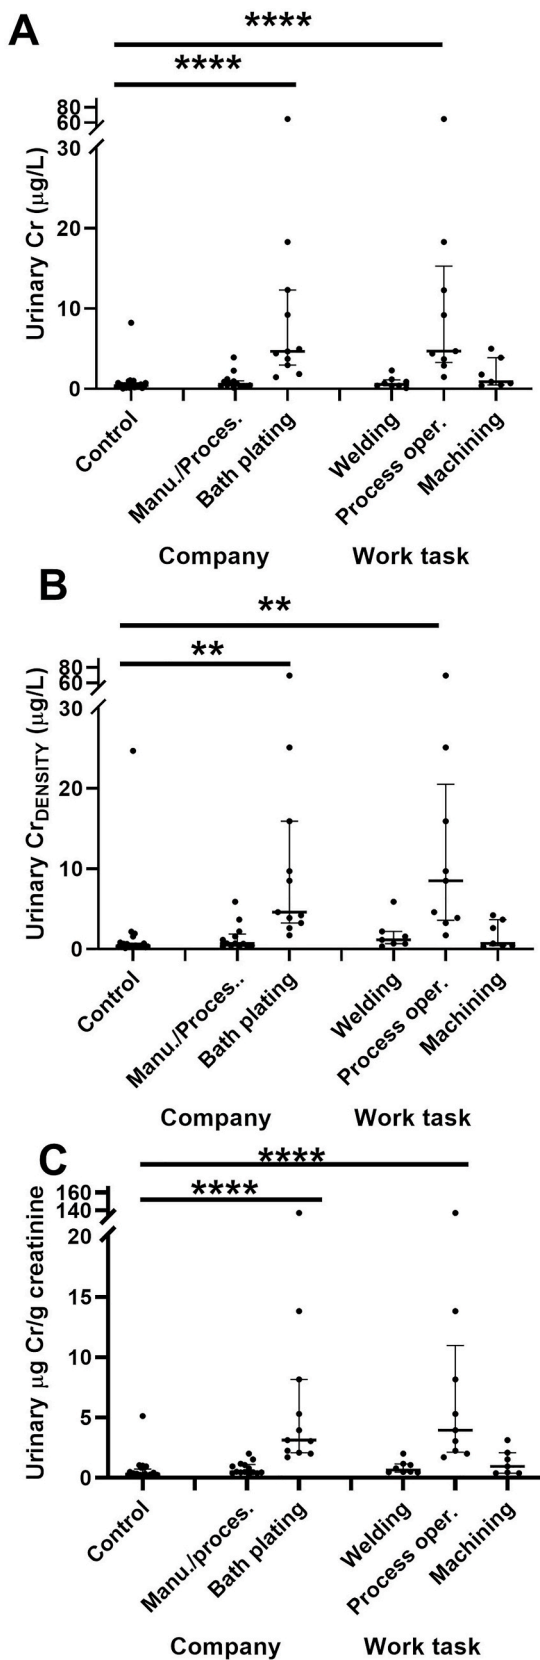 A
****
****
Urinary Cr (µg/L)
80
60
30
20
10
0
Control
Manu./Proces.
Bath plating
Welding
Process oper.
Machining
Company
Work task
B
**
**
Urinary CrDENSITY (µg/L)
80
60
30
20
10
0
Control
Manu./Proces..
Bath plating
Welding
Process oper.
Machining
Company
Work task
C
****
****
Urinary µg Cr/g creatinine
160
140
20
15
10
5
0
Control
Manu./proces.
Bath plating
Welding
Process oper.
Machining
Company
Work task